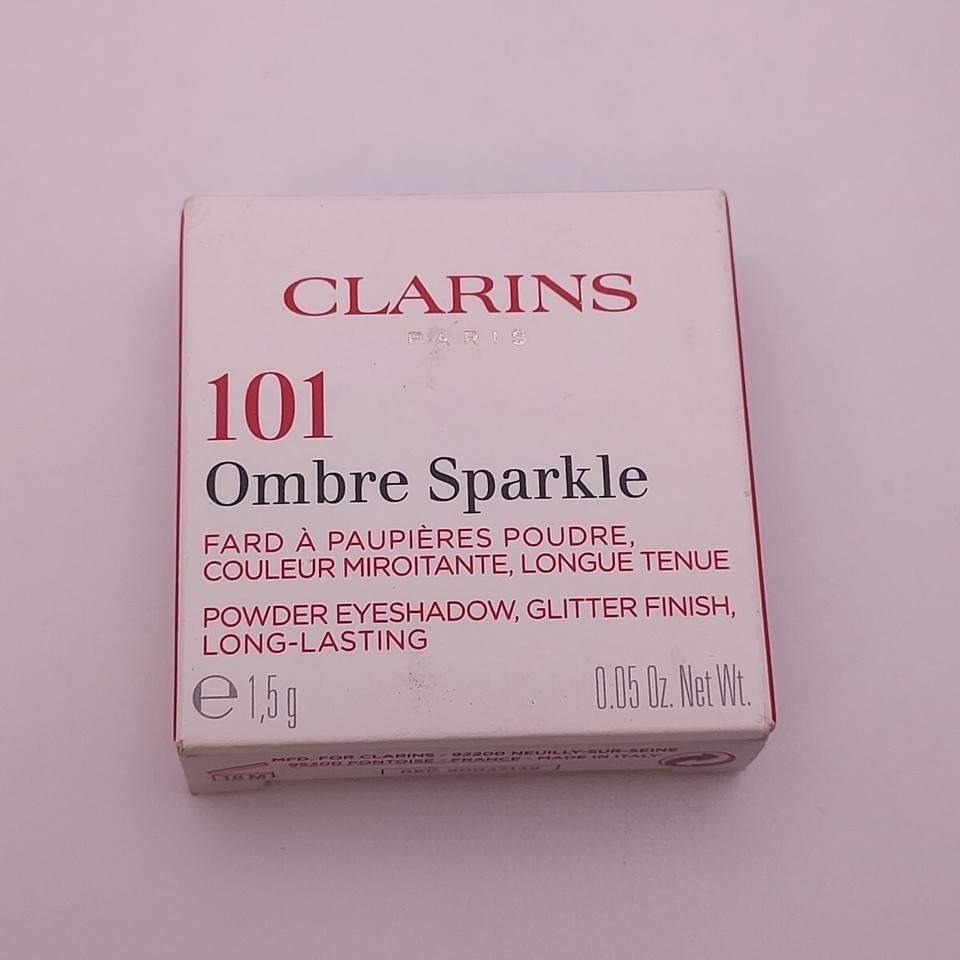 CLARINS
PARIS
101
Ombre Sparkle
FARD À PAUPIÈRES POUDRE,
COULEUR MIROITANTE, LONGUE TENUE
POWDER EYESHADOW, GLITTER FINISH,
LONG-LASTING
e 1,5 g
0.05 Oz. Net Wt.
MFD. FOR CLARINS - 92200 NEUILLY-SUR-SEINE
95300 PONTOISE - FRANCE - MADE IN ITALY
18 M
REF.